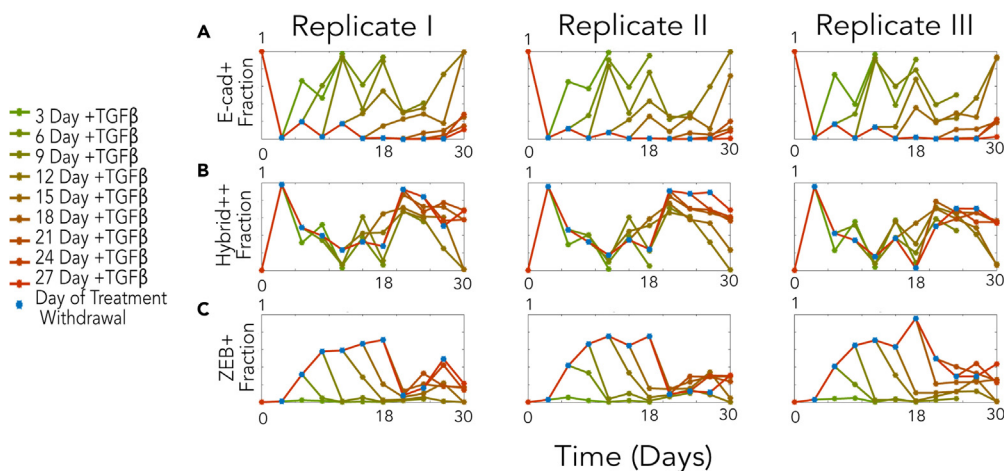 Replicate I
Replicate II
Replicate III
A
1
1
1
E-cad+
Fraction
0
18
30
0
18
30
0
18
30
3 Day +TGFβ
6 Day +TGFβ
9 Day +TGFβ
12 Day +TGFβ
15 Day +TGFβ
18 Day +TGFβ
21 Day +TGFβ
24 Day +TGFβ
27 Day +TGFβ
Day of Treatment
Withdrawal
B
1
1
1
Hybrid++
Fraction
0
18
30
0
18
30
0
18
30
C
1
1
1
ZEB+
Fraction
0
18
30
0
18
30
0
18
30
Time (Days)